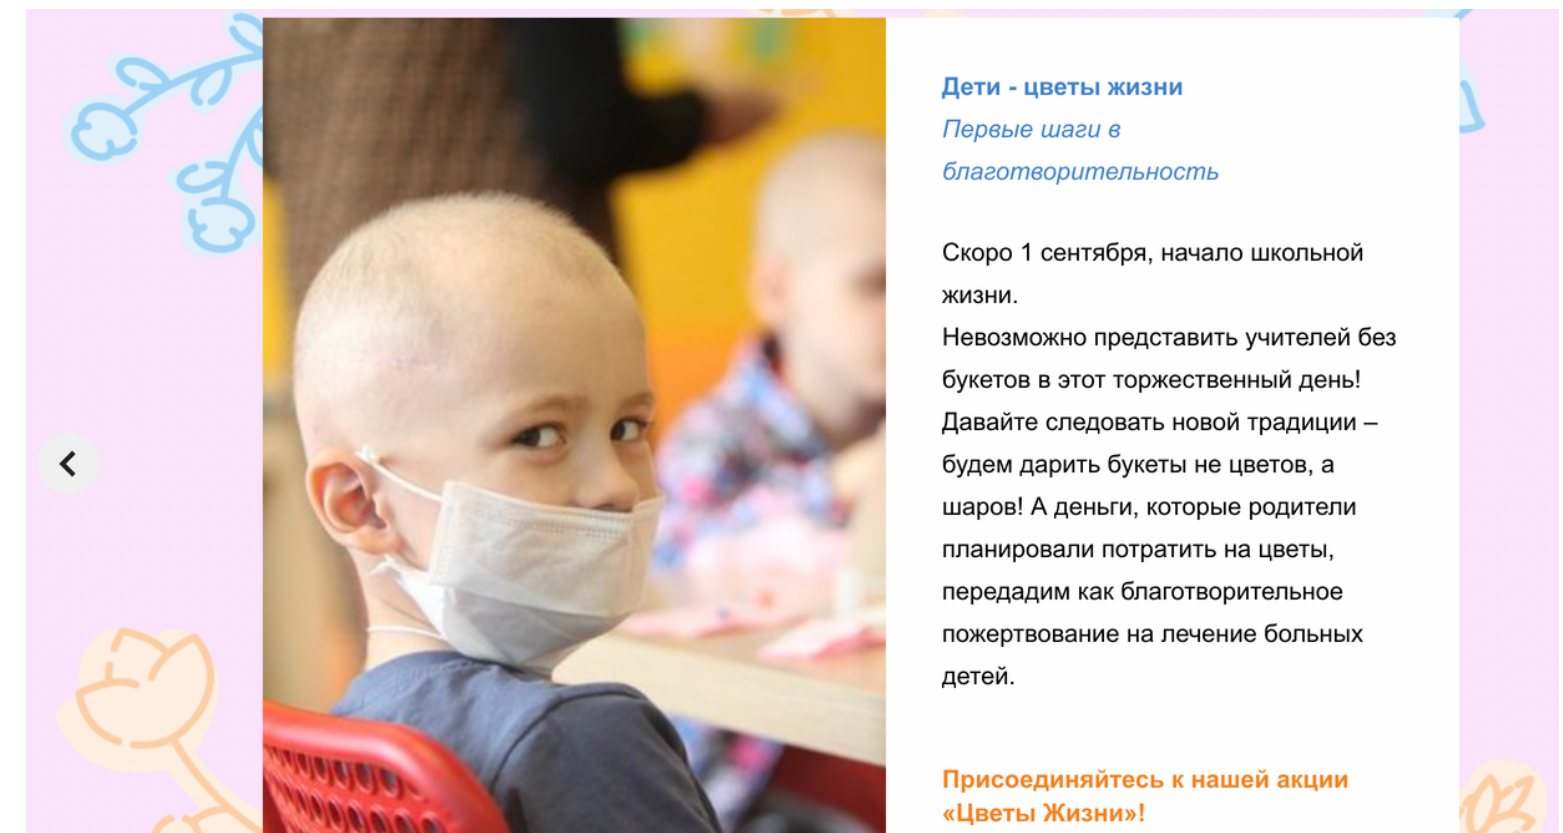 Дети - цветы жизни
Первые шаги в
благотворительность
Скоро 1 сентября, начало школьной
жизни.
Невозможно представить учителей без
букетов в этот торжественный день!
Давайте следовать новой традиции –
будем дарить букеты не цветов, а
шаров! А деньги, которые родители
планировали потратить на цветы,
передадим как благотворительное
пожертвование на лечение больных
детей.
Присоединяйтесь к нашей акции
«Цветы Жизни»!